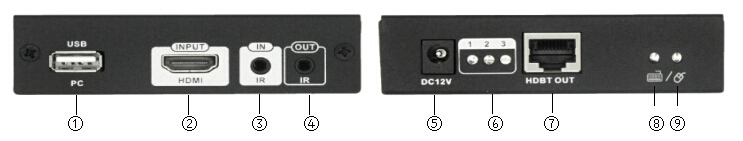 USB
PC
INPUT
HDMI
IN
IR
OUT
IR
① ② ③ ④
DC12V
1 2 3
HDBT OUT
/
⑤ ⑥ ⑦ ⑧ ⑨